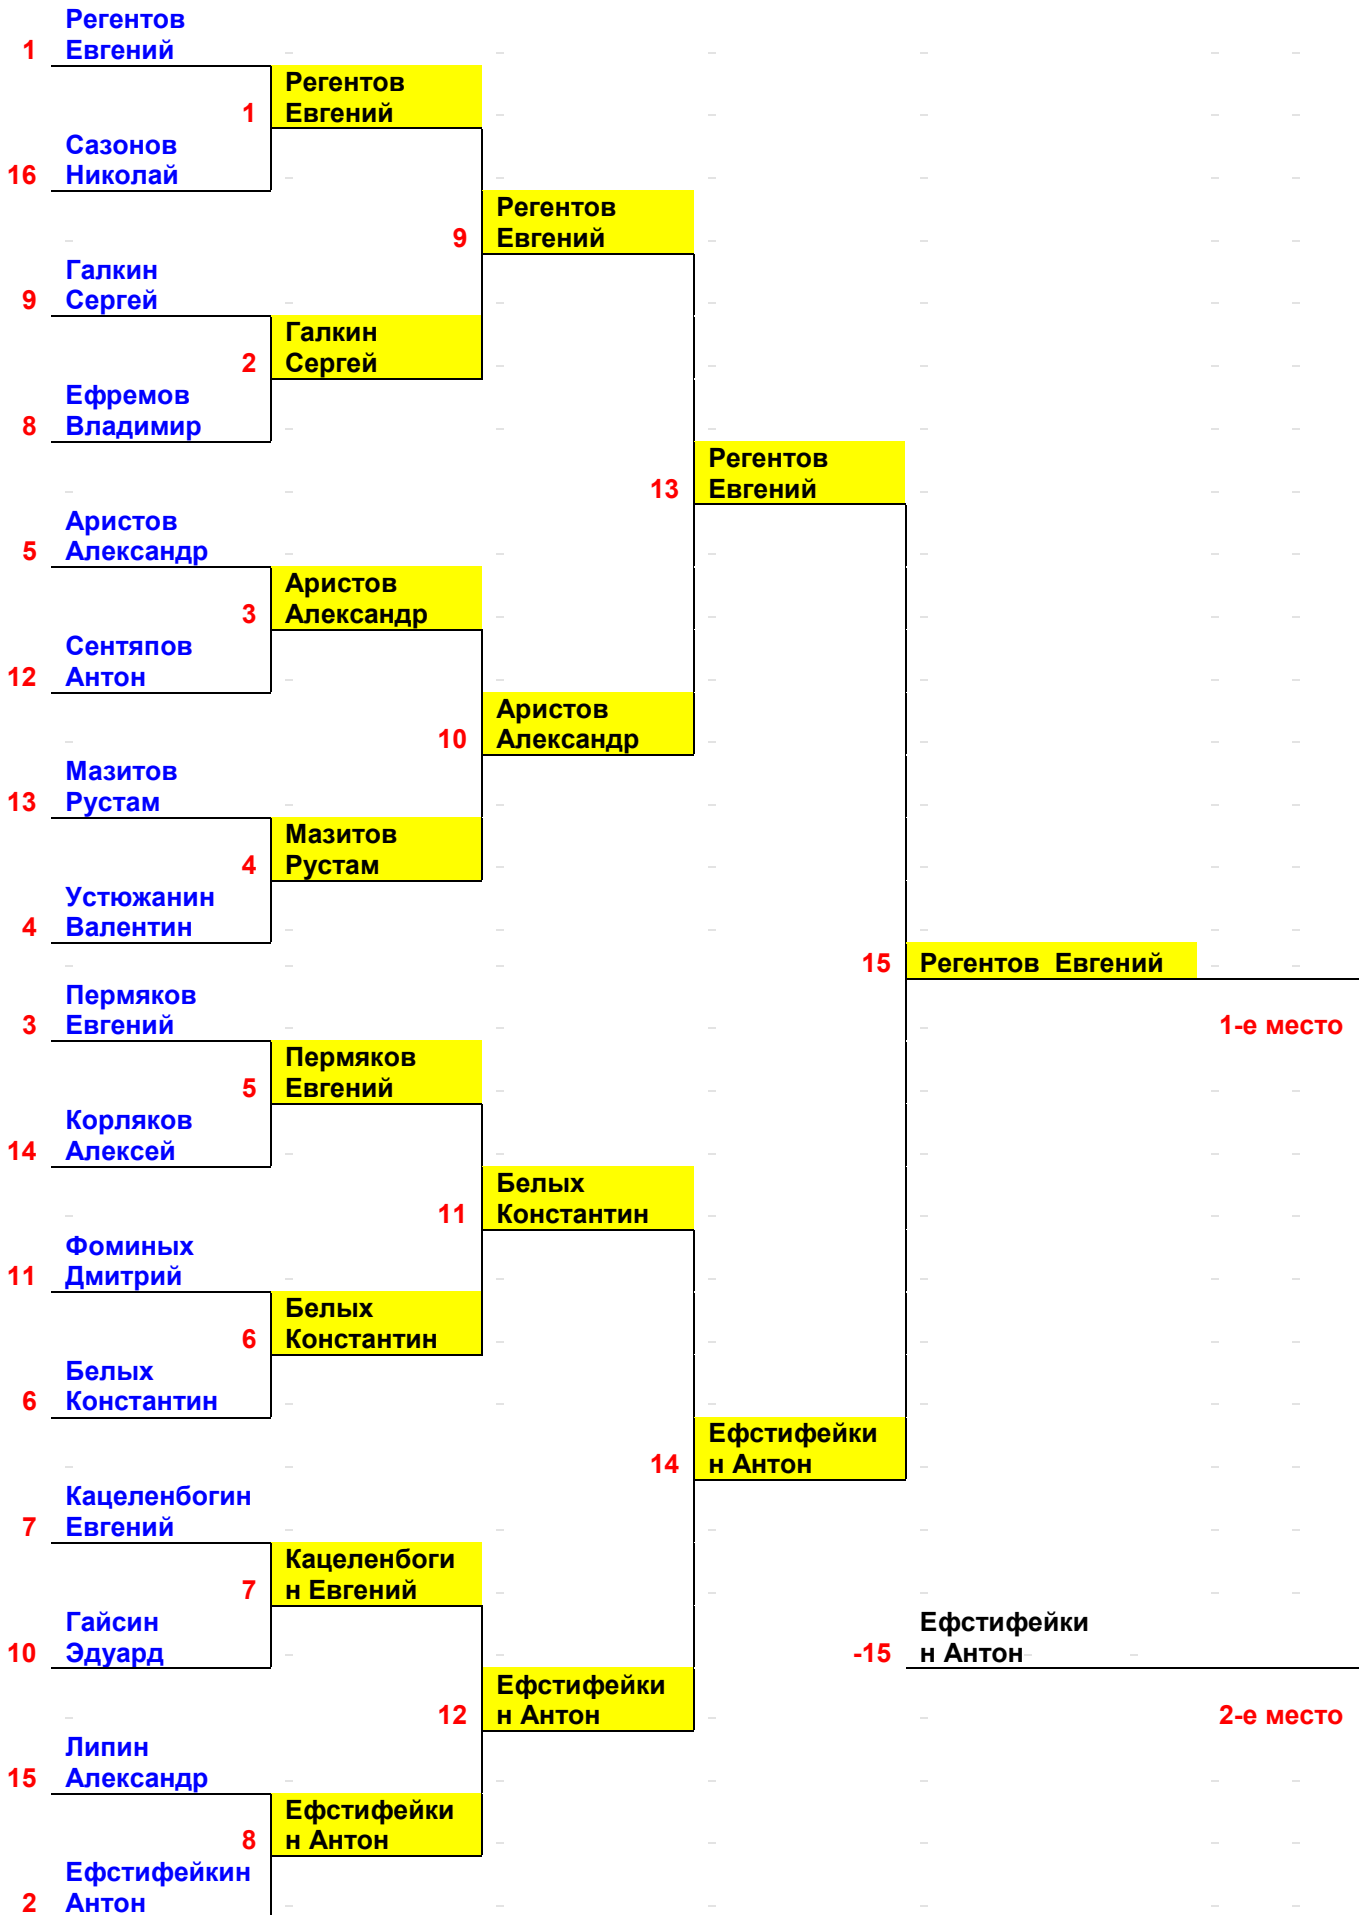 Регентов
1 Евгений
Регентов
1 Евгений
Сазонов
16 Николай
Регентов
9 Евгений
Галкин
9 Сергей
Галкин
2 Сергей
Ефремов
8 Владимир
Регентов
13 Евгений
Аристов
5 Александр
Аристов
3 Александр
Сентяпов
12 Антон
Аристов
10 Александр
Мазитов
13 Рустам
Мазитов
4 Рустам
Устюжанин
4 Валентин
15 Регентов Евгений
Пермяков
3 Евгений
1-е место
Пермяков
5 Евгений
Корляков
14 Алексей
Белых
11 Константин
Фоминых
11 Дмитрий
Белых
6 Константин
Белых
6 Константин
Ефстифейки
14 н Антон
Кацеленбогин
7 Евгений
Кацеленбоги
7 н Евгений
Гайсин
10 Эдуард
Ефстифейки
-15 н Антон
Ефстифейки
12 н Антон
2-е место
Липин
15 Александр
Ефстифейки
8 н Антон
Ефстифейкин
2 Антон